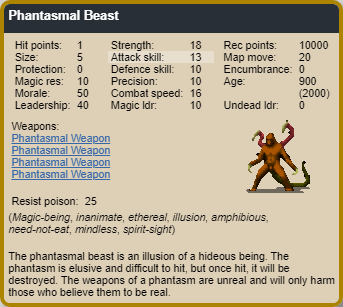 Phantasmal Beast
Hit points: 1 Strength: 18 Rec points: 10000
Size: 5 Attack skill: 13 Map move: 20
Protection: 0 Defence skill: 10 Encumbrance: 0
Magic res: 10 Precision: 10 Age: 900
Morale: 50 Combat speed: 16 (2000)
Leadership: 40 Magic ldr: 10 Undead ldr: 0
Weapons:
Phantasmal Weapon
Phantasmal Weapon
Phantasmal Weapon
Phantasmal Weapon
Resist poison: 25
(Magic-being, inanimate, ethereal, illusion, amphibious,
need-not-eat, mindless, spirit-sight)
The phantasmal beast is an illusion of a hideous being. The
phantasm is elusive and difficult to hit, but once hit, it will be
destroyed. The weapons of a phantasm are unreal and will only harm
those who believe them to be real.